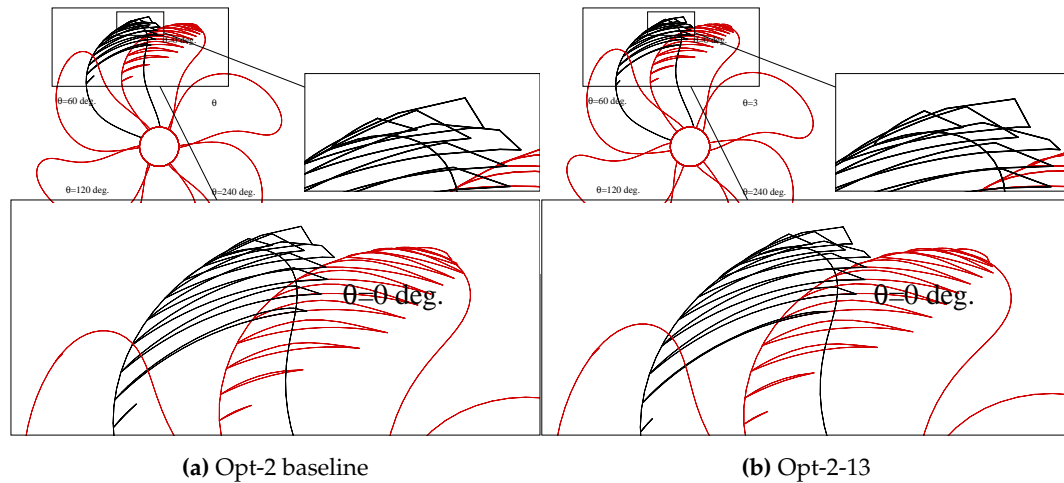 θ=60 deg.
θ
θ=120 deg.
θ=240 deg.
θ=0 deg.
θ=60 deg.
θ=3
θ=120 deg.
θ=240 deg.
θ=0 deg.
(a) Opt-2 baseline
(b) Opt-2-13